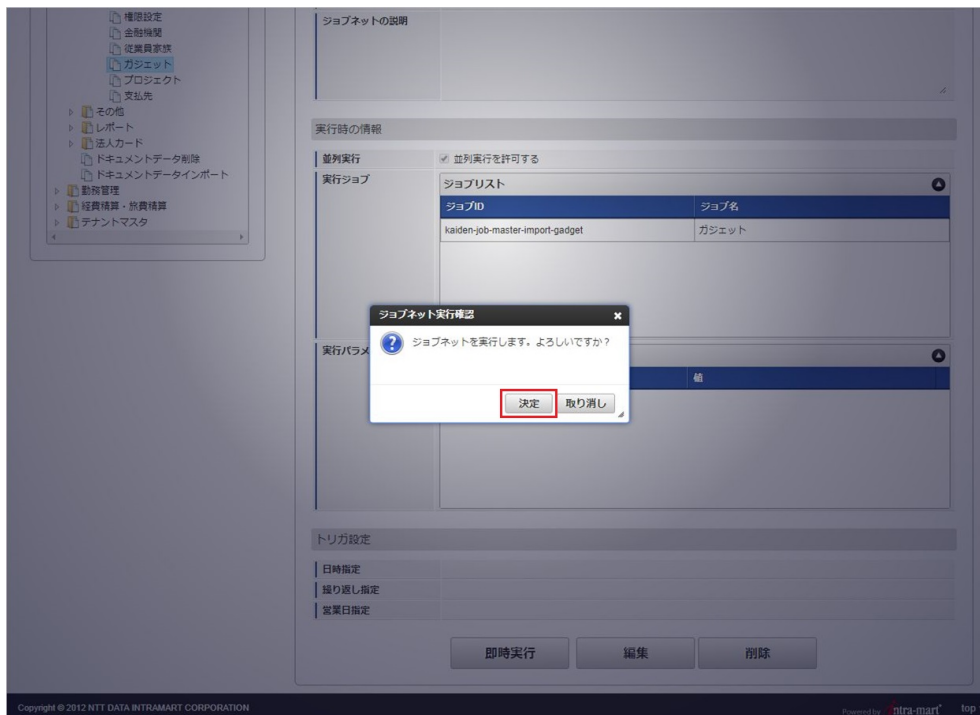 権限設定
金融機関
従業員家族
ガジェット
プロジェクト
支払先
その他
レポート
法人カード
ドキュメントデータ削除
ドキュメントデータインポート
勤務管理
経費精算・旅費精算
テナントマスタ
ジョブネットの説明
実行時の情報
並列実行
並列実行を許可する
実行ジョブ
ジョブリスト
ジョブID ジョブ名
kaiden-job-master-import-gadget ガジェット
ジョブネット実行確認
ジョブネットを実行します。よろしいですか?
決定 取り消し
実行パラメ
値
トリガ設定
日時指定
繰り返し指定
営業日指定
即時実行 編集 削除
Copyright © 2012 NTT DATA INTRAMART CORPORATION
Powered by intra-mart top